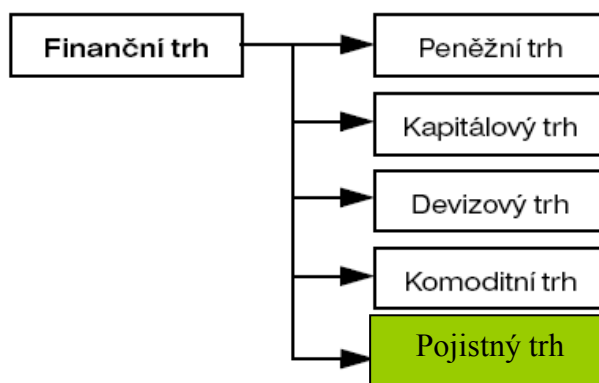 Finanční trh
Peněžní trh
Kapitálový trh
Devizový trh
Komoditní trh
Pojistný trh